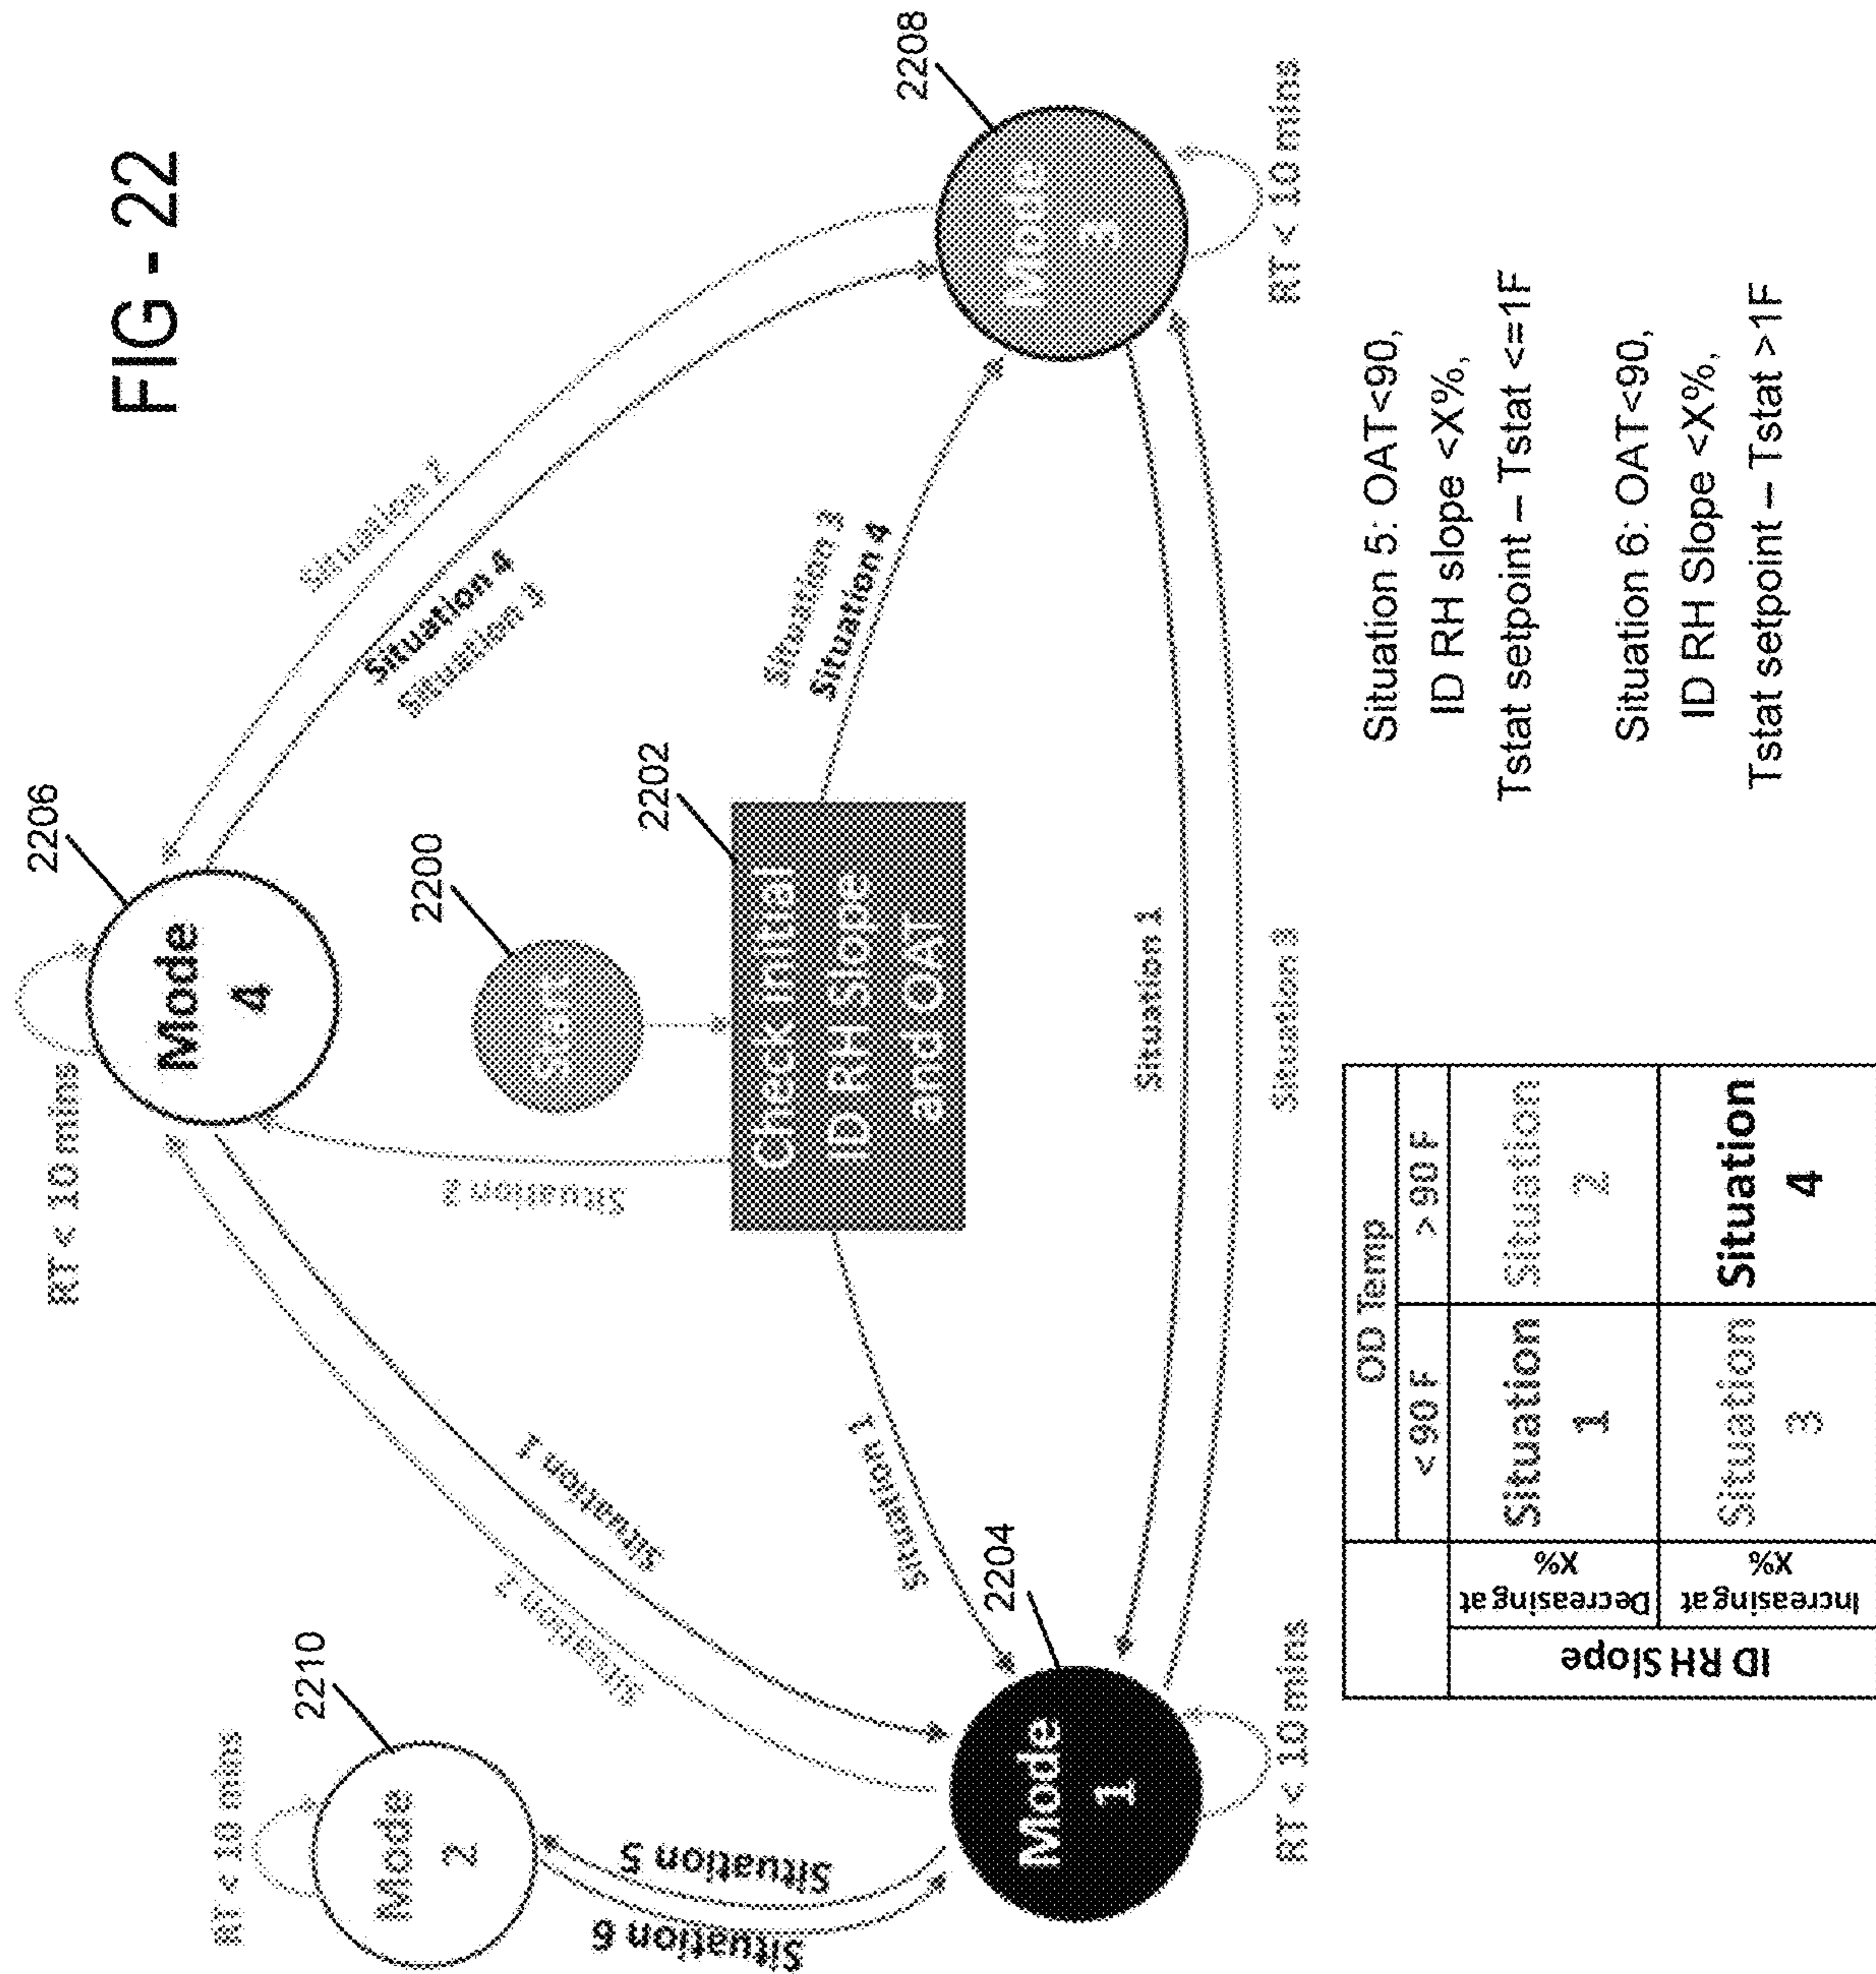 FIG - 22
2206
RT < 10 mins
Mode
4
2210
RT < 10 mins
Mode
2
2200
Start
2202
Check Initial
ID RH Slope
and OAT
2208
Mode
3
RT < 10 mins
2204
Mode
1
RT < 10 mins
Situation 2
Situation 4
Situation 3
Situation 3
Situation 4
Situation 2
Situation 1
Situation 2
Situation 1
Situation 5
Situation 6
Situation 1
Situation 3
OD Temp
< 90 F
> 90 F
ID RH Slope
Decreasing at
X%
Situation
1
Situation
2
Increasing at
X%
Situation
3
Situation
4
Situation 5: OAT<90,
ID RH slope <X%,
Tstat setpoint – Tstat <=1F
Situation 6: OAT<90,
ID RH Slope <X%,
Tstat setpoint – Tstat >1F